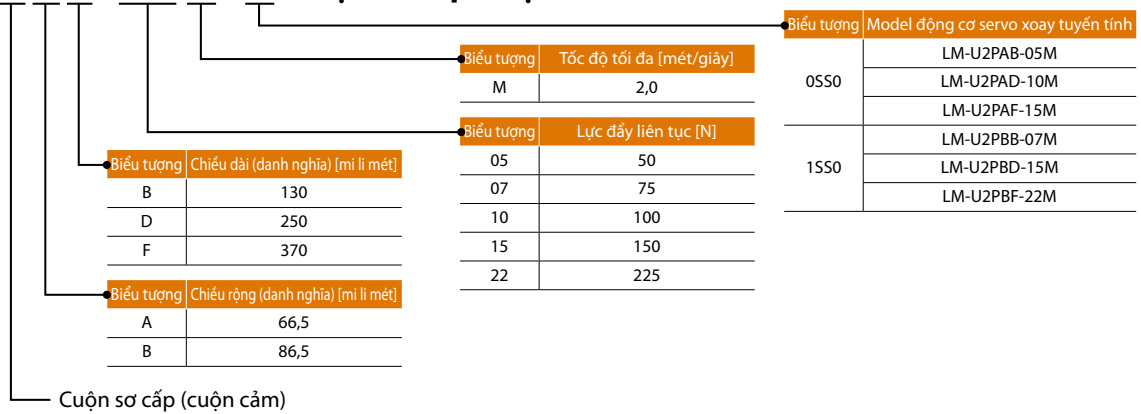 Biểu tượng Model động cơ servo xoay tuyến tính
0SS0 LM-U2PAB-05M
LM-U2PAD-10M
LM-U2PAF-15M
1SS0 LM-U2PBB-07M
LM-U2PBD-15M
LM-U2PBF-22M
Biểu tượng Tốc độ tối đa [mét/giây]
M 2,0
Biểu tượng Lực đẩy liên tục [N]
05 50
07 75
10 100
15 150
22 225
Biểu tượng Chiều dài (danh nghĩa) [mi li mét]
B 130
D 250
F 370
Biểu tượng Chiều rộng (danh nghĩa) [mi li mét]
A 66,5
B 86,5
Cuộn sơ cấp (cuộn cảm)